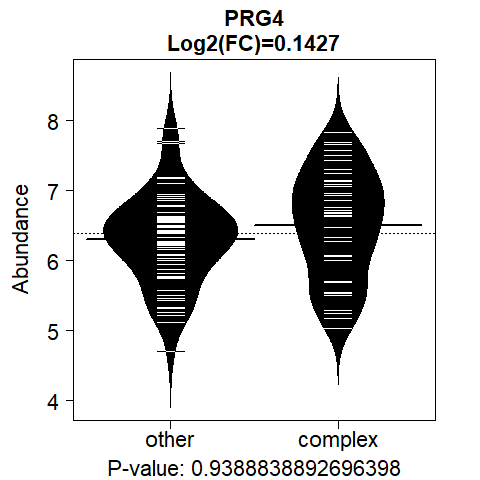 PRG4
Log2(FC)=0.1427
Abundance
8
7
6
5
4
other complex
P-value: 0.9388838892696398